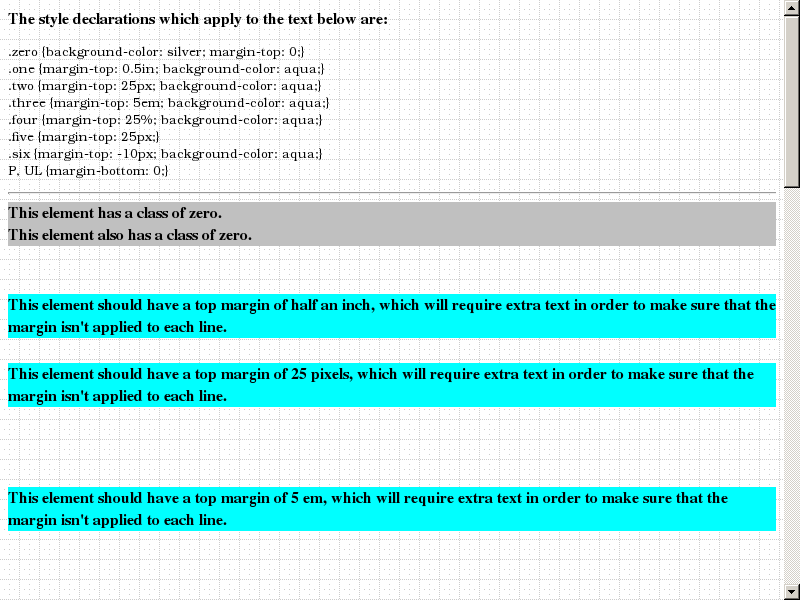 The style declarations which apply to the text below are:
.zero {background-color: silver; margin-top: 0;}
.one {margin-top: 0.5in; background-color: aqua;}
.two {margin-top: 25px; background-color: aqua;}
.three {margin-top: 5em; background-color: aqua;}
.four {margin-top: 25%; background-color: aqua;}
.five {margin-top: 25px;}
.six {margin-top: -10px; background-color: aqua;}
P, UL {margin-bottom: 0;}
This element has a class of zero.
This element also has a class of zero.
This element should have a top margin of half an inch, which will require extra text in order to make sure that the
margin isn't applied to each line.
This element should have a top margin of 25 pixels, which will require extra text in order to make sure that the
margin isn't applied to each line.
This element should have a top margin of 5 em, which will require extra text in order to make sure that the
margin isn't applied to each line.